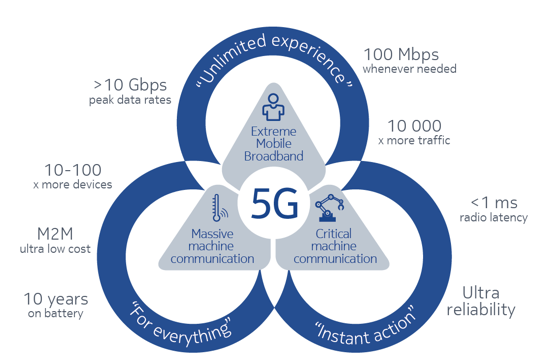 “Unlimited experience”
>10 Gbps
peak data rates
100 Mbps
whenever needed
10 000
x more traffic
Extreme
Mobile
Broadband
10-100
x more devices
M2M
ultra low cost
10 years
on battery
Massive
machine
communication
5G
Critical
machine
communication
<1 ms
radio latency
Ultra
reliability
“For everything”
“Instant action”